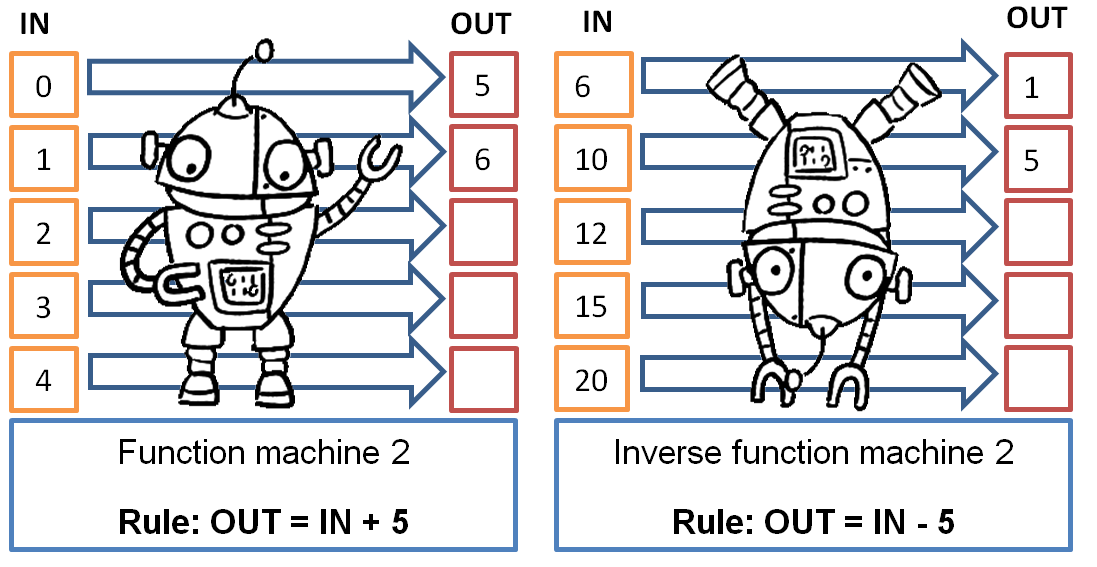 IN OUT
0 5
1 6
2
3
4
Function machine 2
Rule: OUT = IN + 5
IN OUT
6 1
10 5
12
15
20
Inverse function machine 2
Rule: OUT = IN - 5